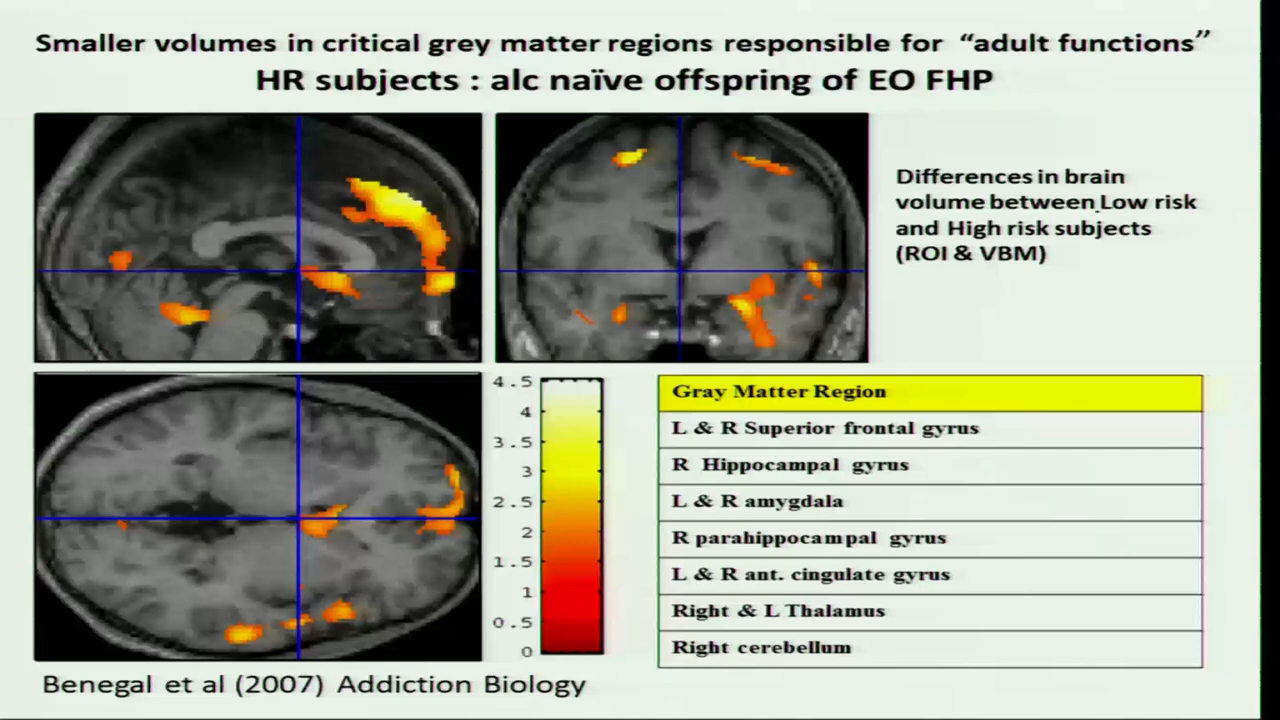 Smaller volumes in critical grey matter regions responsible for “adult functions”
HR subjects : alc naïve offspring of EO FHP
Differences in brain
volume between Low risk
and High risk subjects
(ROI & VBM)
4.5
4
3.5
3
2.5
2
1.5
1
0.5
0
Gray Matter Region
L & R Superior frontal gyrus
R Hippocampal gyrus
L & R amygdala
R parahippocampal gyrus
L & R ant. cingulate gyrus
Right & L Thalamus
Right cerebellum
Benegal et al (2007) Addiction Biology